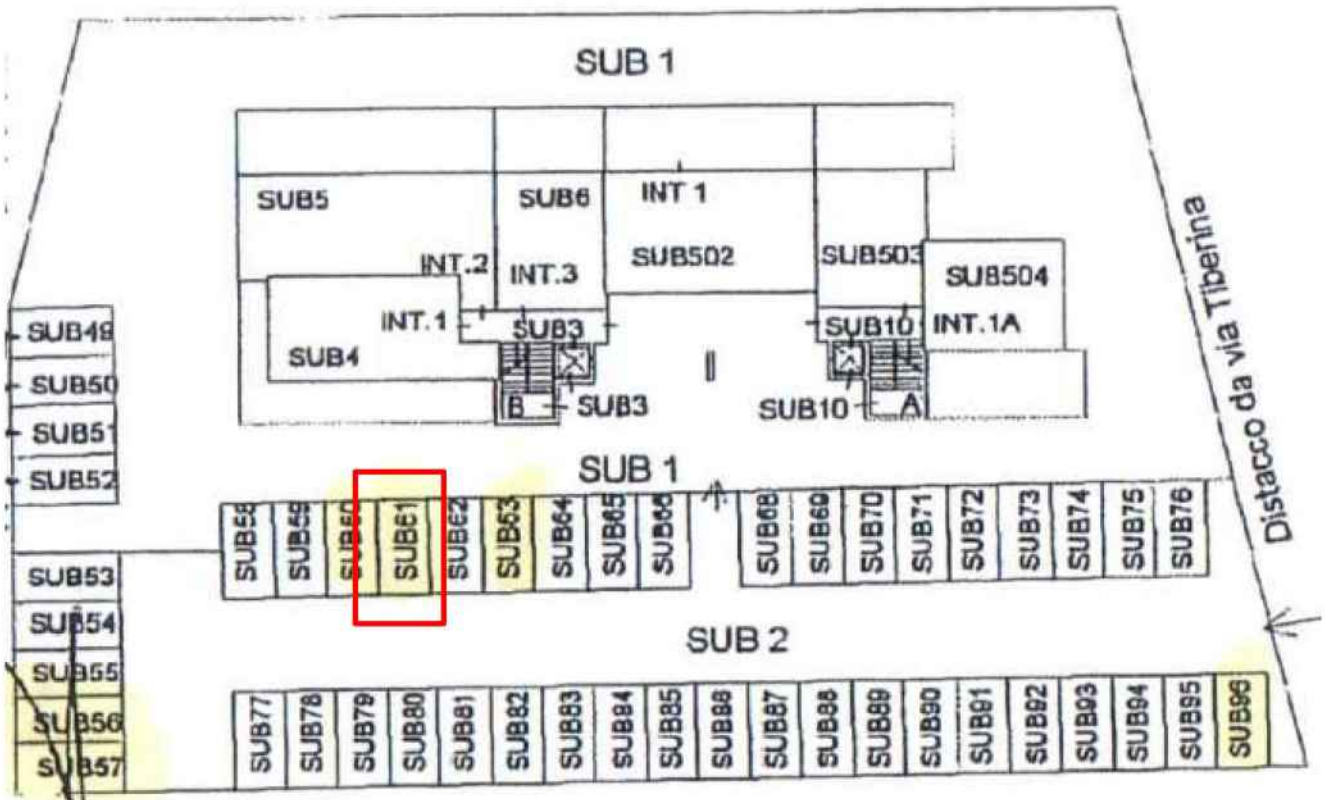 SUB 1
SUB5
SUB6
INT 1
SUB502
SUB503
SUB504
INT.2
INT.3
INT.1
SUB3
SUB10
INT.1A
SUB4
B
SUB3
SUB10
A
SUB49
SUB50
SUB51
SUB52
Distacco da via Tiberina
SUB 1
SUB58
SUB59
SUB60
SUB61
SUB62
SUB63
SUB64
SUB65
SUB66
SUB68
SUB69
SUB70
SUB71
SUB72
SUB73
SUB74
SUB75
SUB76
SUB53
SUB54
SUB55
SUB56
SUB57
SUB 2
SUB77
SUB78
SUB79
SUB80
SUB81
SUB82
SUB83
SUB84
SUB85
SUB86
SUB87
SUB88
SUB89
SUB90
SUB91
SUB92
SUB93
SUB94
SUB95
SUB96